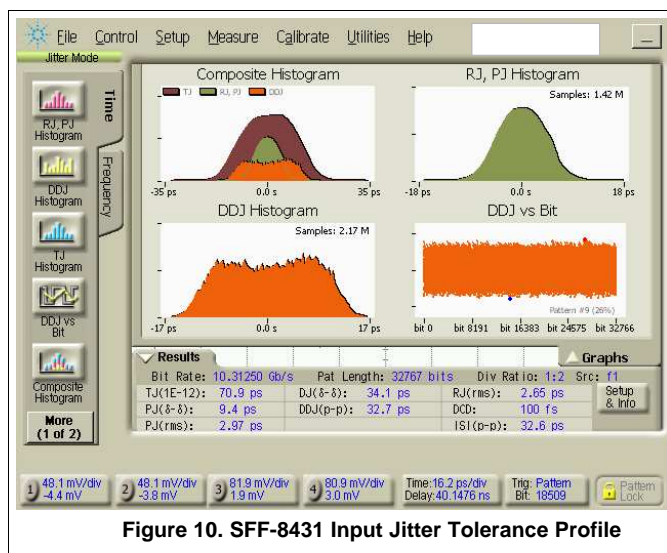 File Control Setup Measure Calibrate Utilities Help
Jitter Mode
Time
Frequency
RJ, PJ
Histogram
DDJ
Histogram
TJ
Histogram
DDJ vs
Bit
Composite
Histogram
More
(1 of 2)
Composite Histogram
TJ RJ, PJ DDJ
-35 ps 0.0 s 35 ps
RJ, PJ Histogram
Samples: 1.42 M
-18 ps 0.0 s 18 ps
DDJ Histogram
Samples: 2.17 M
-17 ps 0.0 s 17 ps
DDJ vs Bit
Pattern #9 (26%)
bit 0 bit 8191 bit 16383 bit 24575 bit 32766
Results
Graphs
Bit Rate: 10.31250 Gb/s Pat Length: 32767 bits Div Ratio: 1:2 Src: f1
TJ(1E-12): 70.9 ps DJ(δ-δ): 34.1 ps RJ(rms): 2.65 ps
PJ(δ-δ): 9.4 ps DDJ(p-p): 32.7 ps DCD: 100 fs
PJ(rms): 2.97 ps ISI(p-p): 32.6 ps
Setup
& Info
1) 48.1 mV/div
-4.4 mV
2) 48.1 mV/div
-3.8 mV
3) 81.9 mV/div
1.9 mV
4) 80.9 mV/div
3.0 mV
Time:16.2 ps/div
Delay:40.1476 ns
Trig: Pattern
Bit: 18509
Pattern
Lock
Figure 10. SFF-8431 Input Jitter Tolerance Profile